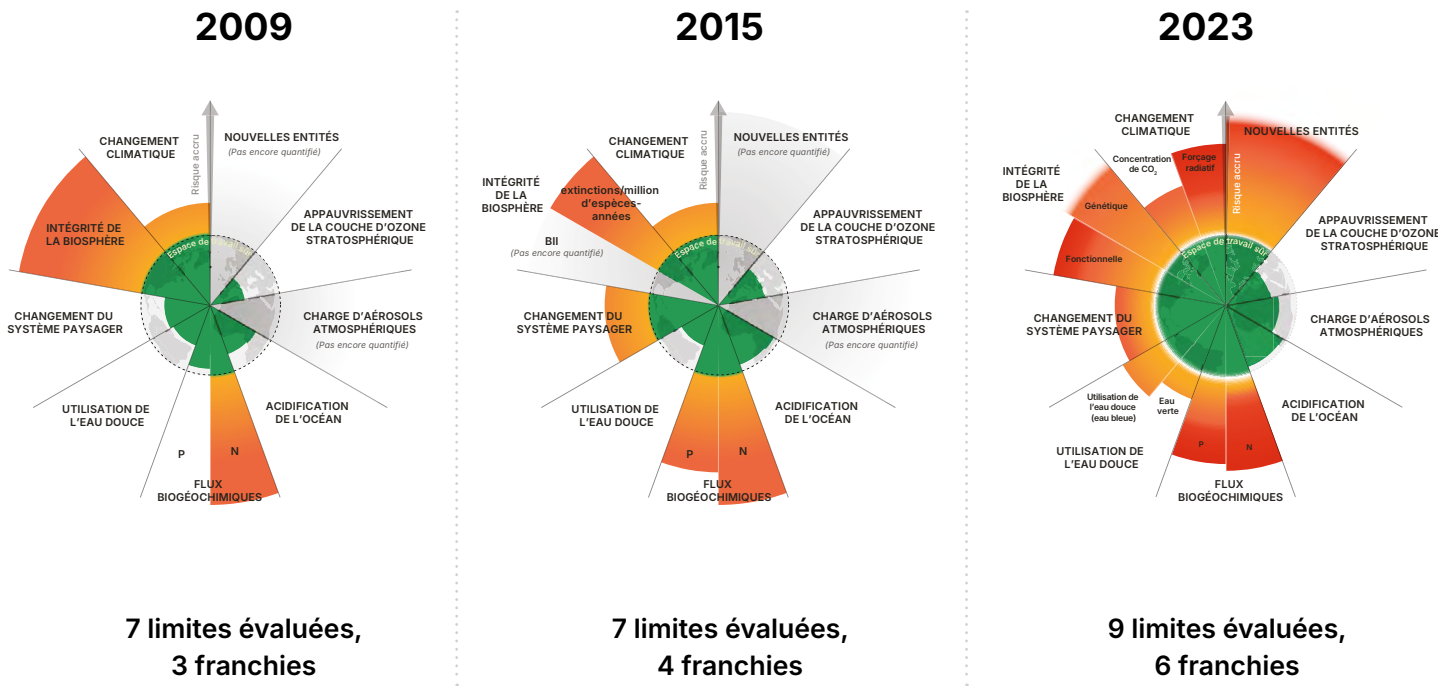 2009
CHANGEMENT
CLIMATIQUE
NOUVELLES ENTITÉS
(Pas encore quantifié)
Risque accru
INTÉGRITÉ DE
LA BIOSPHÈRE
APPAUVRISSEMENT
DE LA COUCHE D'OZONE
STRATOSPHÉRIQUE
Espace de travail sûr
CHANGEMENT DU
SYSTÈME PAYSAGER
CHARGE D'AÉROSOLS
ATMOSPHÉRIQUES
(Pas encore quantifié)
UTILISATION DE
L'EAU DOUCE
ACIDIFICATION
DE L'OCÉAN
P
N
FLUX
BIOGÉOCHIMIQUES
7 limites évaluées,
3 franchies
2015
CHANGEMENT
CLIMATIQUE
NOUVELLES ENTITÉS
(Pas encore quantifié)
Risque accru
INTÉGRITÉ
DE LA
BIOSPHÈRE
extinctions/million
d'espèces-
années
BII
(Pas encore quantifié)
APPAUVRISSEMENT
DE LA COUCHE D'OZONE
STRATOSPHÉRIQUE
Espace de travail sûr
CHANGEMENT DU
SYSTÈME PAYSAGER
CHARGE D'AÉROSOLS
ATMOSPHÉRIQUES
(Pas encore quantifié)
UTILISATION DE
L'EAU DOUCE
ACIDIFICATION
DE L'OCÉAN
P
N
FLUX
BIOGÉOCHIMIQUES
7 limites évaluées,
4 franchies
2023
CHANGEMENT
CLIMATIQUE
NOUVELLES ENTITÉS
Concentration
de CO₂
Forçage
radiatif
Risque accru
INTÉGRITÉ
DE LA
BIOSPHÈRE
Génétique
Fonctionnelle
APPAUVRISSEMENT
DE LA COUCHE D'OZONE
STRATOSPHÉRIQUE
Espace de travail sûr
CHANGEMENT DU
SYSTÈME PAYSAGER
CHARGE D'AÉROSOLS
ATMOSPHÉRIQUES
Utilisation de
l'eau douce
(eau bleue)
Eau
verte
UTILISATION DE
L'EAU DOUCE
ACIDIFICATION
DE L'OCÉAN
P
N
FLUX
BIOGÉOCHIMIQUES
9 limites évaluées,
6 franchies